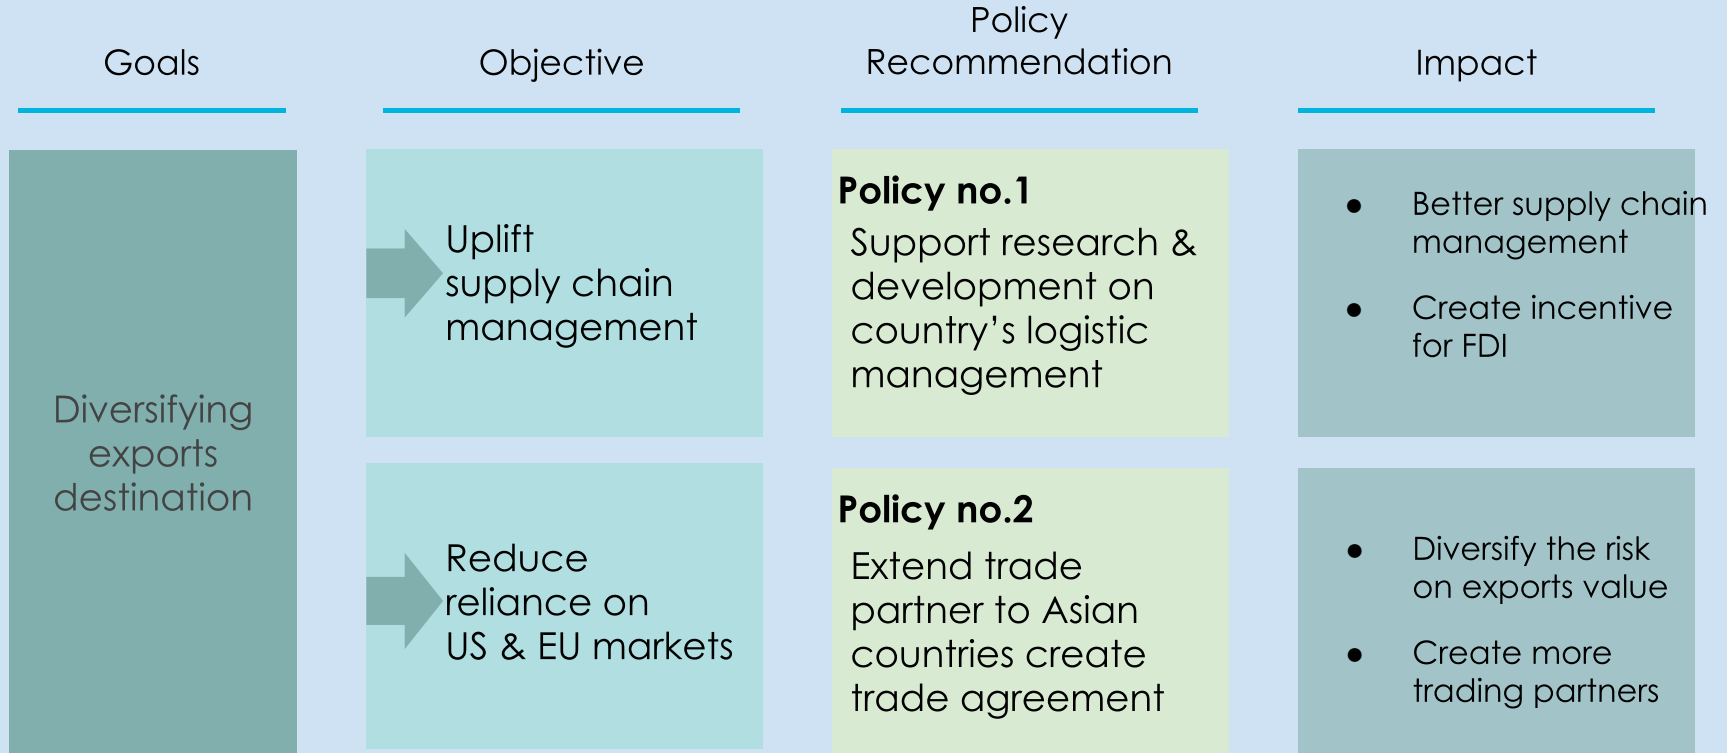 Goals
Objective
Policy
Recommendation
Impact
Diversifying
exports
destination
Uplift
supply chain
management
Policy no.1
Support research &
development on
country’s logistic
management
● Better supply chain
management
● Create incentive
for FDI
Reduce
reliance on
US & EU markets
Policy no.2
Extend trade
partner to Asian
countries create
trade agreement
● Diversify the risk
on exports value
● Create more
trading partners